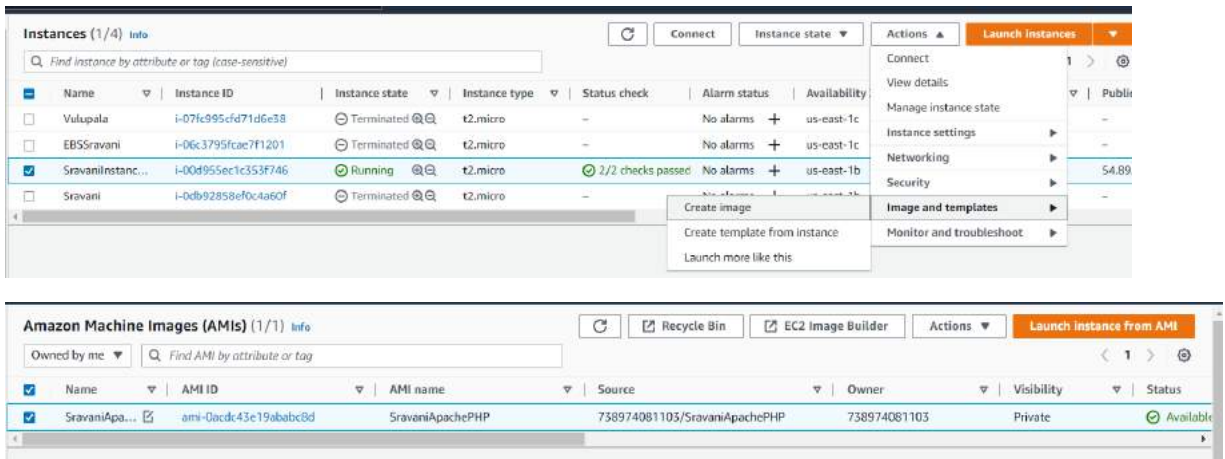 Instances (1/4) Info
Connect
Instance state
Actions
Launch instances
Find instance by attribute or tag (case-sensitive)
Connect
1
View details
Name
Instance ID
Instance state
Instance type
Status check
Alarm status
Availability
Public
Manage instance state
Vulupala
i-07fc995cfd71d6e38
Terminated
t2.micro
–
No alarms +
us-east-1c
–
Instance settings
EBSSravani
i-06c3795fcae7f1201
Terminated
t2.micro
–
No alarms +
us-east-1c
–
Networking
SravaniInstanc...
i-00d955ec1c353f746
Running
t2.micro
2/2 checks passed
No alarms +
us-east-1b
54.89.
Security
Sravani
i-0db92858ef0c4a60f
Terminated
t2.micro
–
–
Create image
Image and templates
Create template from instance
Monitor and troubleshoot
Launch more like this
Amazon Machine Images (AMIs) (1/1) Info
Recycle Bin
EC2 Image Builder
Actions
Launch instance from AMI
Owned by me
Find AMI by attribute or tag
1
Name
AMI ID
AMI name
Source
Owner
Visibility
Status
SravaniApa...
ami-0acdc43e19ababc8d
SravaniApachePHP
738974081103/SravaniApachePHP
738974081103
Private
Available